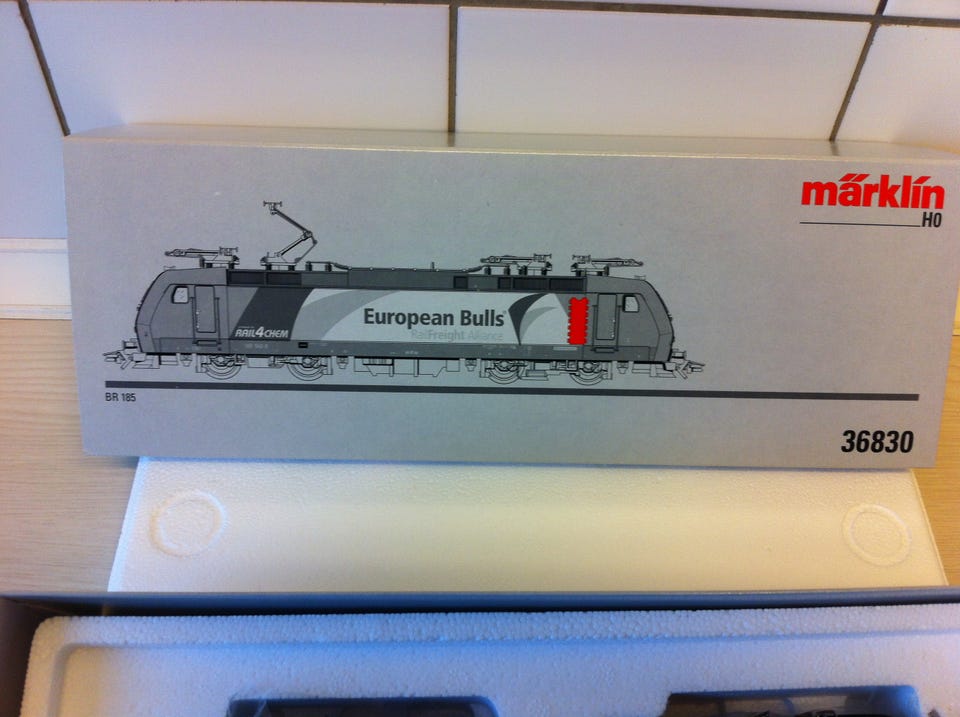 märklin
H0
European Bulls
RailFreight Alliance
RAIL4CHEM
BR 185
36830